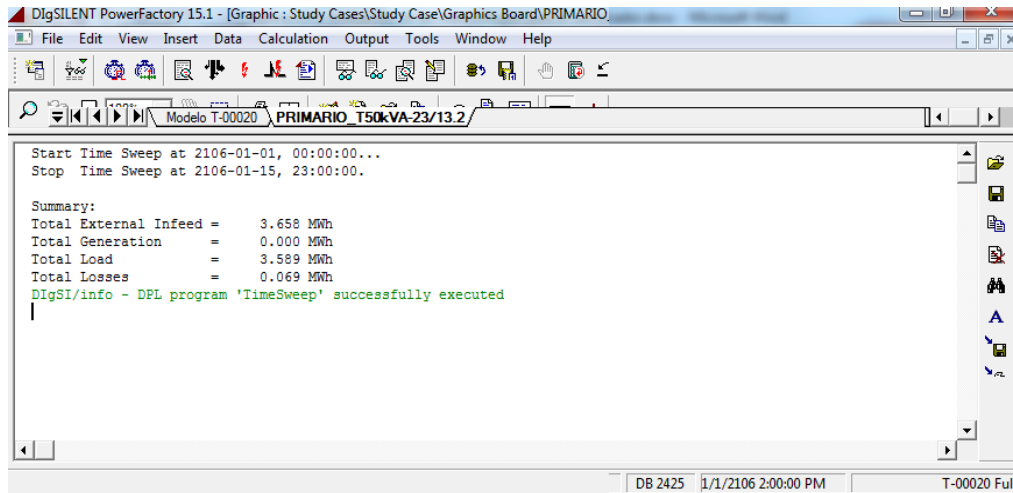 DIgSILENT PowerFactory 15.1 - [Graphic : Study Cases\Study Case\Graphics Board\PRIMARIO_
File Edit View Insert Data Calculation Output Tools Window Help
Modelo T-00020 PRIMARIO_T50kVA-23/13.2
Start Time Sweep at 2106-01-01, 00:00:00...
Stop Time Sweep at 2106-01-15, 23:00:00.
Summary:
Total External Infeed = 3.658 MWh
Total Generation = 0.000 MWh
Total Load = 3.589 MWh
Total Losses = 0.069 MWh
DIgSI/info - DPL program 'TimeSweep' successfully executed
DB 2425 1/1/2106 2:00:00 PM T-00020 Ful